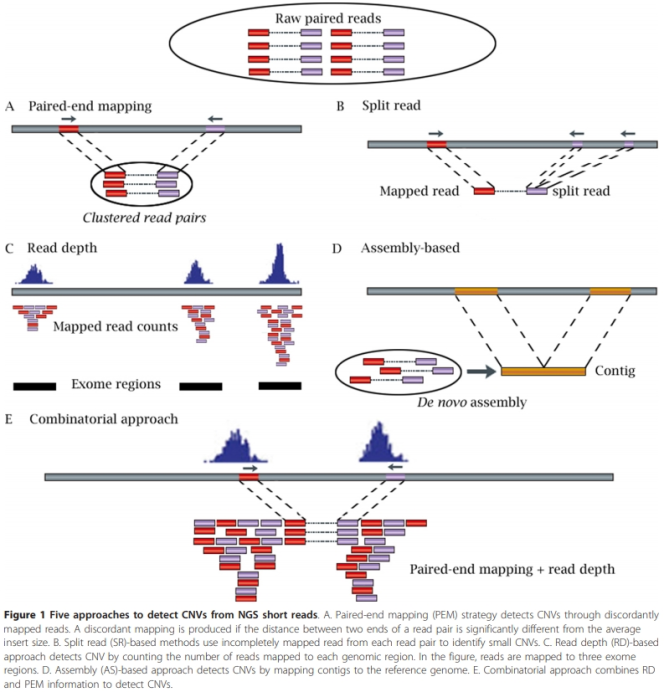 Raw paired reads
A Paired-end mapping
Clustered read pairs
B Split read
Mapped read
split read
C Read depth
Mapped read counts
Exome regions
D Assembly-based
Contig
De novo assembly
E Combinatorial approach
Paired-end mapping + read depth
Figure 1 Five approaches to detect CNVs from NGS short reads. A. Paired-end mapping (PEM) strategy detects CNVs through discordantly
mapped reads. A discordant mapping is produced if the distance between two ends of a read pair is significantly different from the average
insert size. B. Split read (SR)-based methods use incompletely mapped read from each read pair to identify small CNVs. C. Read depth (RD)-based
approach detects CNV by counting the number of reads mapped to each genomic region. In the figure, reads are mapped to three exome
regions. D. Assembly (AS)-based approach detects CNVs by mapping contigs to the reference genome. E. Combinatorial approach combines RD
and PEM information to detect CNVs.